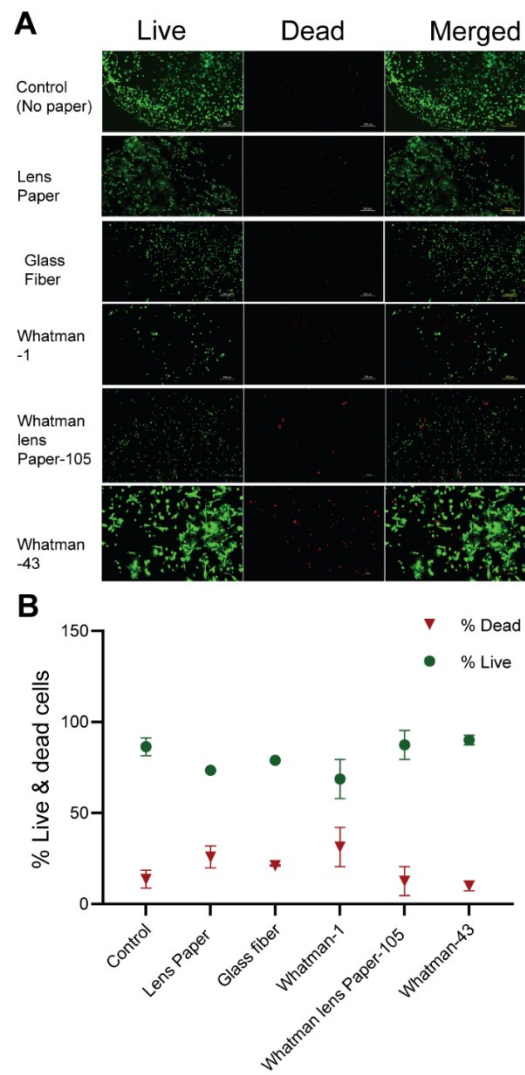 A
Live Dead Merged
Control
(No paper)
Lens
Paper
Glass
Fiber
Whatman
-1
Whatman
lens
Paper-105
Whatman
-43
B
150
100
50
0
% Live & dead cells
% Dead
% Live
Control
Lens Paper
Glass fiber
Whatman-1
Whatman lens Paper-105
Whatman-43